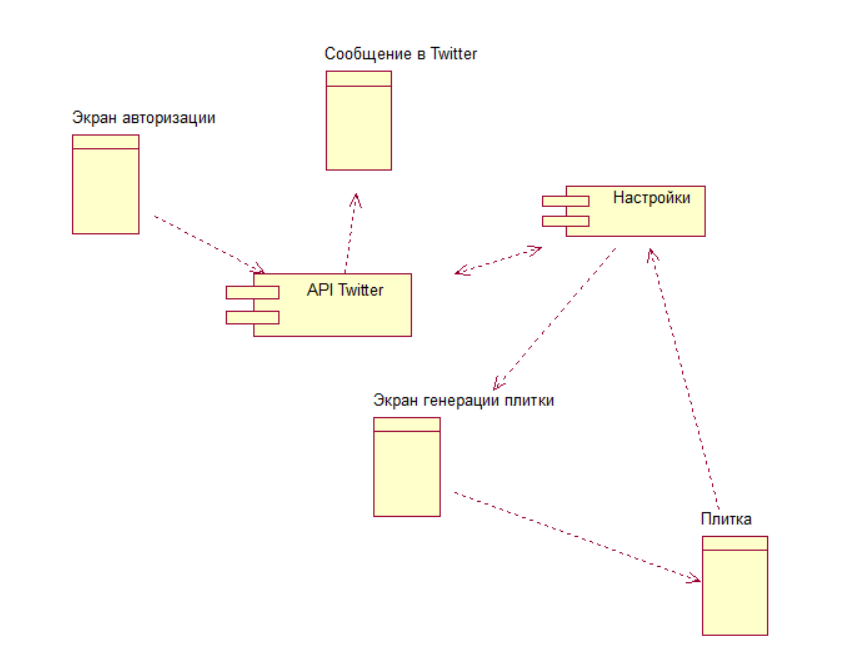 Сообщение в Twitter
Экран авторизации
Настройки
API Twitter
Экран генерации плитки
Плитка